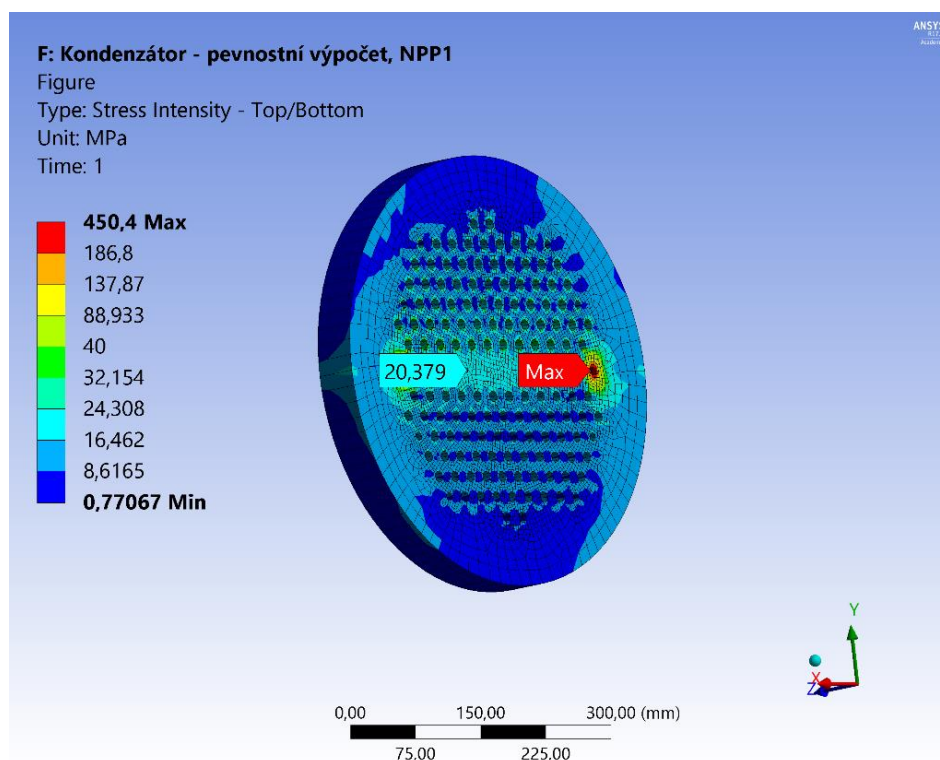 ANSYS
F: Kondenzátor - pevnostní výpočet, NPP1
Figure
Type: Stress Intensity - Top/Bottom
Unit: MPa
Time: 1
450,4 Max
186,8
137,87
88,933
40
32,154
24,308
16,462
8,6165
0,77067 Min
20,379
Max
Y
X
Z
0,00
150,00
300,00 (mm)
75,00
225,00